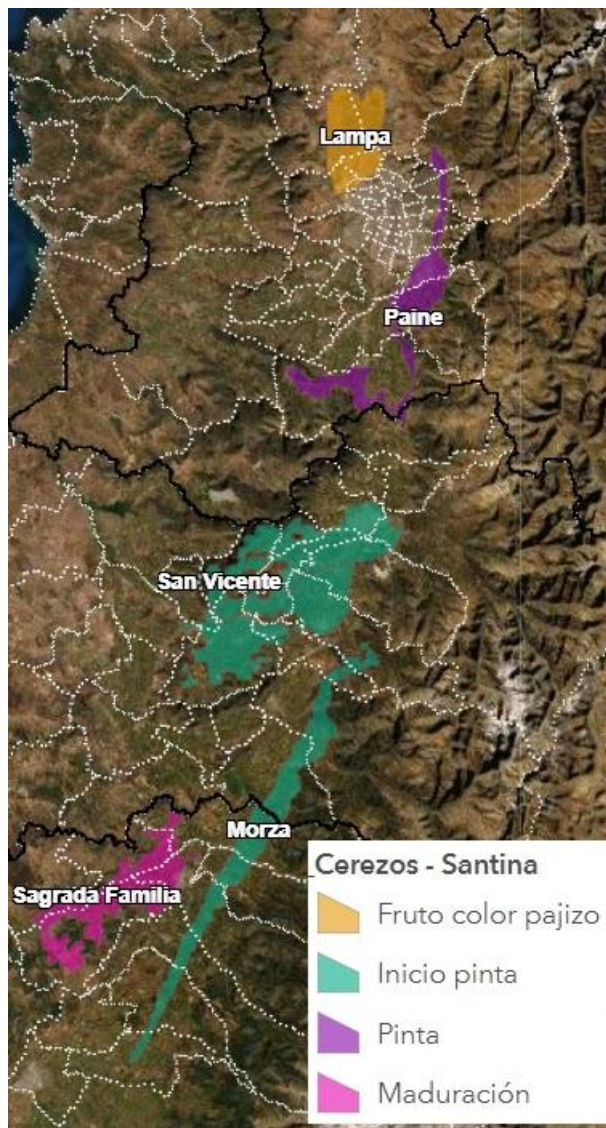 Lampa
Paine
San Vicente
Morza
Sagrada Familia
Cerezos - Santina
Fruto color pajizo
Inicio pinta
Pinta
Maduración